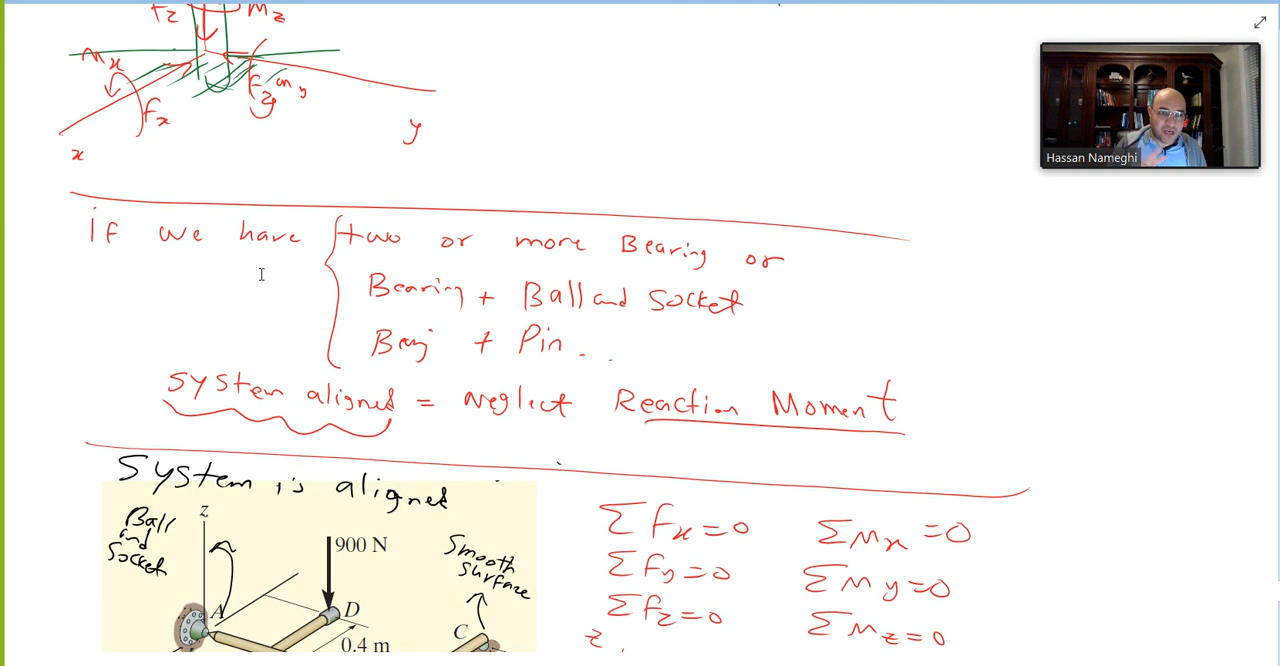 Fz Mz
Mx
Fx
My
x
y
Hassan Nameghi
If we have two or more Bearing or
Bearing + Ball and Socket
+ Pin ...
System aligned = Neglect Reaction Moment
System is aligned
Ball and Socket
z
900 N
A
D
0.4 m
Smooth surface
C
ΣFx=0 ΣMx=0
ΣFy=0 ΣMy=0
ΣFz=0 ΣMz=0
z